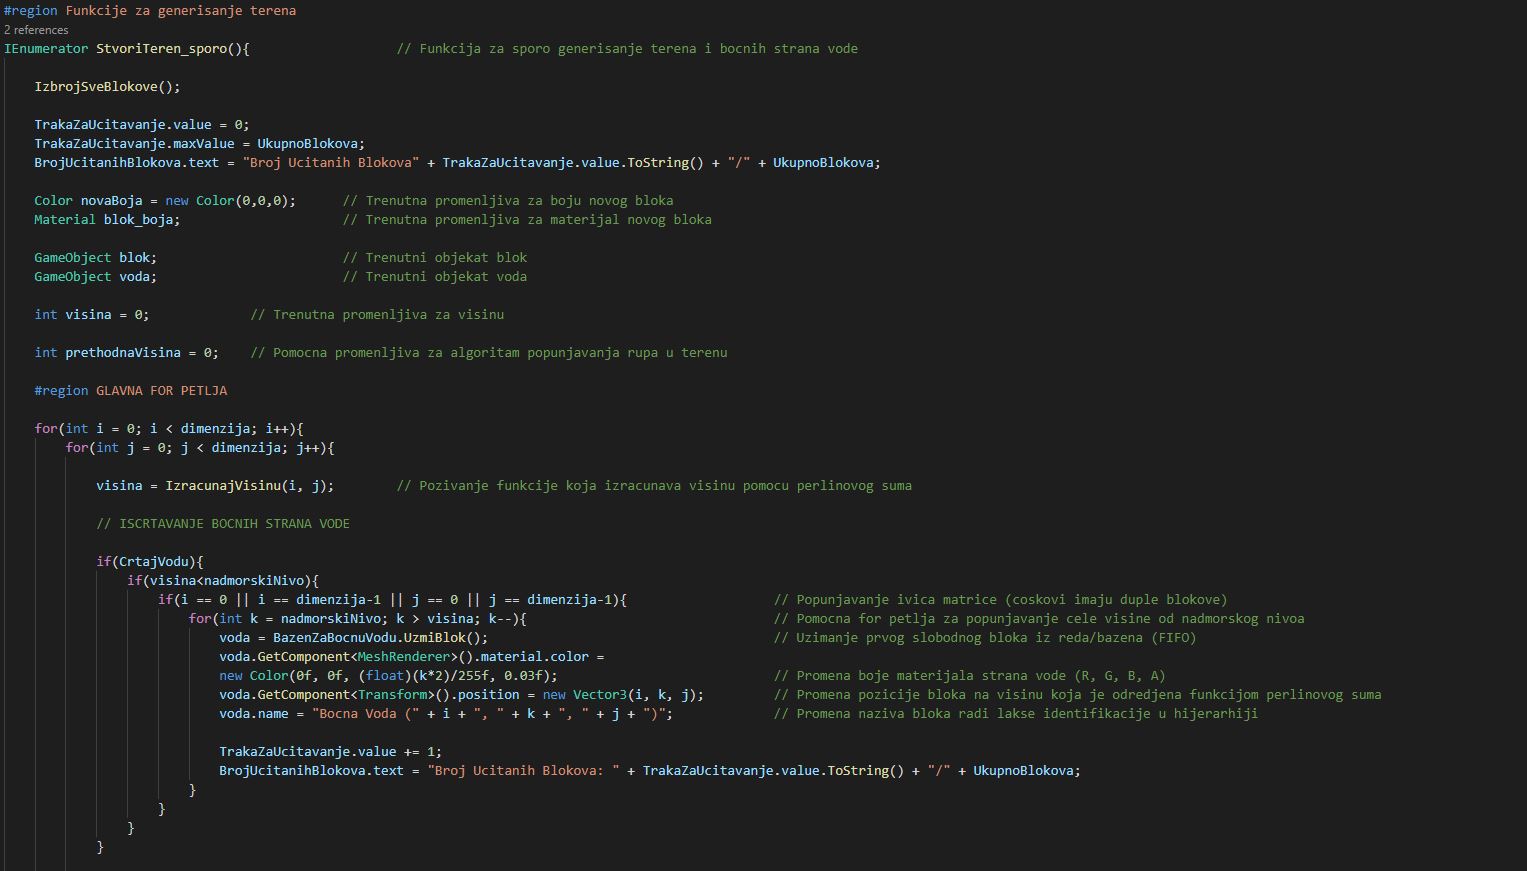 #region Funkcije za generisanje terena
2 references
IEnumerator StvoriTeren_sporo(){ // Funkcija za sporo generisanje terena i bocnih strana vode
IzbrojSveBlokove();
TrakaZaUcitavanje.value = 0;
TrakaZaUcitavanje.maxValue = UkupnoBlokova;
BrojUcitanihBlokova.text = "Broj Ucitanih Blokova" + TrakaZaUcitavanje.value.ToString() + "/" + UkupnoBlokova;
Color novaBoja = new Color(0,0,0); // Trenutna promenljiva za boju novog bloka
Material blok_boja; // Trenutna promenljiva za materijal novog bloka
GameObject blok; // Trenutni objekat blok
GameObject voda; // Trenutni objekat voda
int visina = 0; // Trenutna promenljiva za visinu
int prethodnaVisina = 0; // Pomocna promenljiva za algoritam popunjavanja rupa u terenu
#region GLAVNA FOR PETLJA
for(int i = 0; i < dimenzija; i++){
for(int j = 0; j < dimenzija; j++){
visina = IzracunajVisinu(i, j); // Pozivanje funkcije koja izracunava visinu pomocu perlinovog suma
// ISCRTAVANJE BOCNIH STRANA VODE
if(CrtajVodu){
if(visina<nadmorskiNivo){
if(i == 0 || i == dimenzija-1 || j == 0 || j == dimenzija-1){ // Popunjavanje ivica matrice (coskovi imaju duple blokove)
for(int k = nadmorskiNivo; k > visina; k--){ // Pomocna for petlja za popunjavanje cele visine od nadmorskog nivoa
voda = BazenZaBocnuVodu.UzmiBlok(); // Uzimanje prvog slobodnog bloka iz reda/bazena (FIFO)
voda.GetComponent<MeshRenderer>().material.color =
new Color(0f, 0f, (float)(k*2)/255f, 0.03f); // Promena boje materijala strana vode (R, G, B, A)
voda.GetComponent<Transform>().position = new Vector3(i, k, j); // Promena pozicije bloka na visinu koja je odredjena funkcijom perlinovog suma
voda.name = "Bocna Voda (" + i + ", " + k + ", " + j + ")"; // Promena naziva bloka radi lakse identifikacije u hijerarhiji
TrakaZaUcitavanje.value += 1;
BrojUcitanihBlokova.text = "Broj Ucitanih Blokova: " + TrakaZaUcitavanje.value.ToString() + "/" + UkupnoBlokova;
}
}
}
}